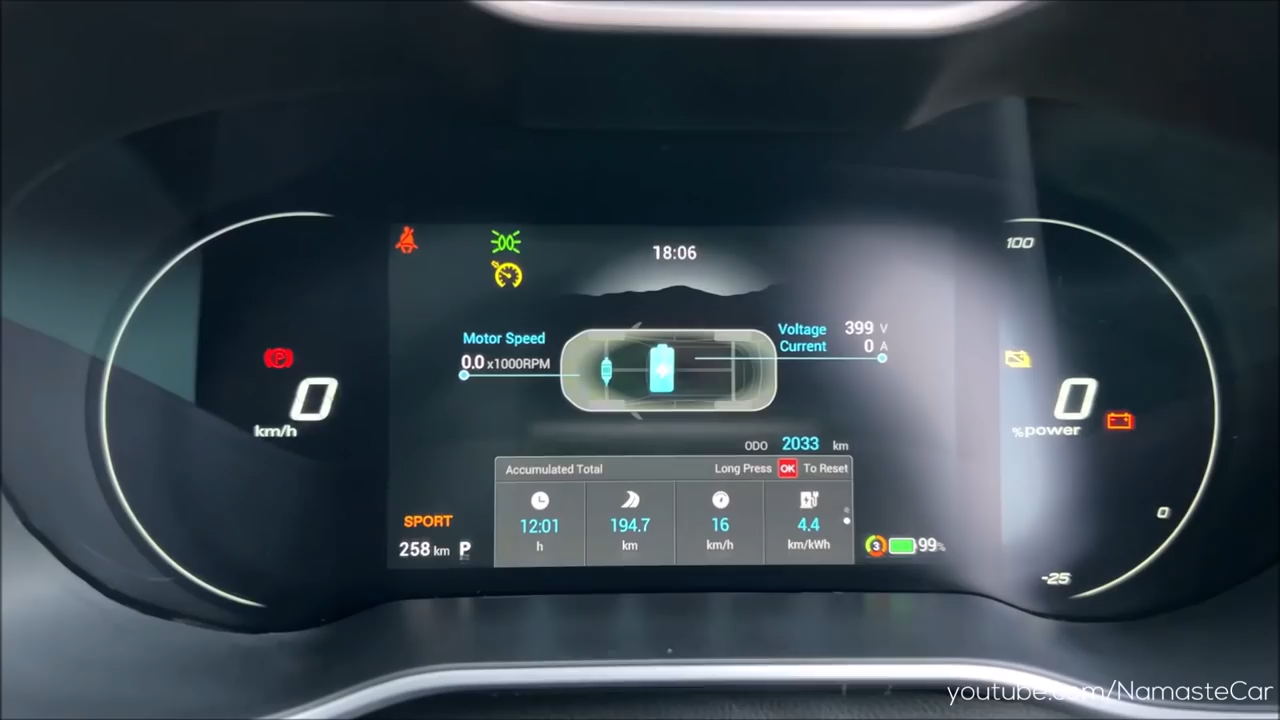 18:06
100
Motor Speed
0.0 x1000RPM
Voltage 399 V
Current 0 A
P
0
km/h
0
%power
ODO 2033 km
Accumulated Total Long Press OK To Reset
12:01 194.7 16 4.4
h km km/h km/kWh
SPORT
258 km P
3 99%
0
-25
youtube.com/NamasteCar